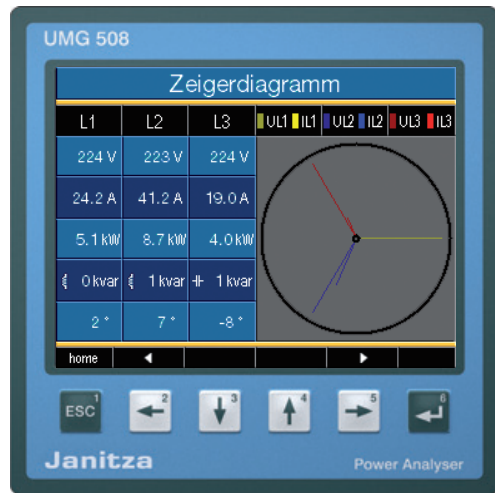 UMG 508
Zeigerdiagramm
L1 L2 L3 UL1 IL1 UL2 IL2 UL3 IL3
224 V 223 V 224 V
24.2 A 41.2 A 19.0 A
5.1 kW 8.7 kW 4.0 kW
0 kvar 1 kvar 1 kvar
2 ° 7 ° -8 °
home
ESC 1 2 3 4 5 6
Janitza Power Analyser